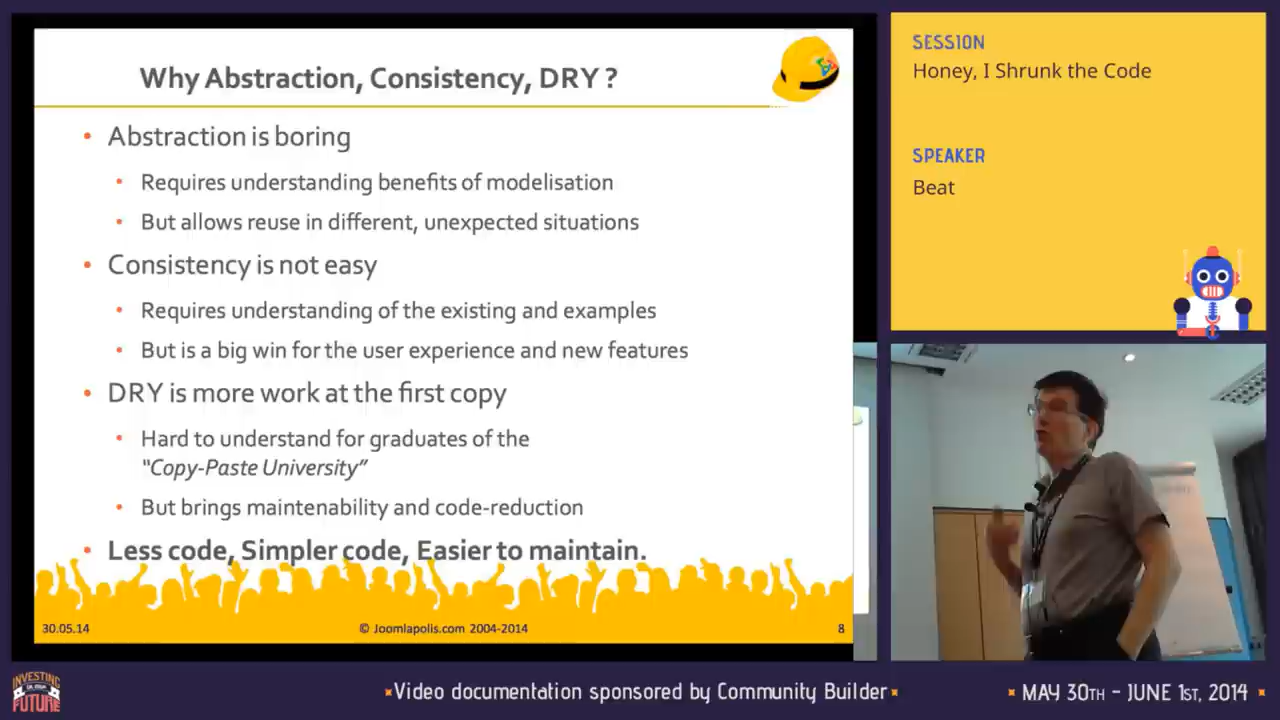 Why Abstraction, Consistency, DRY ?
• Abstraction is boring
• Requires understanding benefits of modelisation
• But allows reuse in different, unexpected situations
• Consistency is not easy
• Requires understanding of the existing and examples
• But is a big win for the user experience and new features
• DRY is more work at the first copy
• Hard to understand for graduates of the
“Copy-Paste University”
• But brings maintenability and code-reduction
• Less code, Simpler code, Easier to maintain.
30.05.14
© Joomlapolis.com 2004-2014
8
SESSION
Honey, I Shrunk the Code
SPEAKER
Beat
INVESTING
IN OUR
FUTURE
Video documentation sponsored by Community Builder
MAY 30TH - JUNE 1ST, 2014